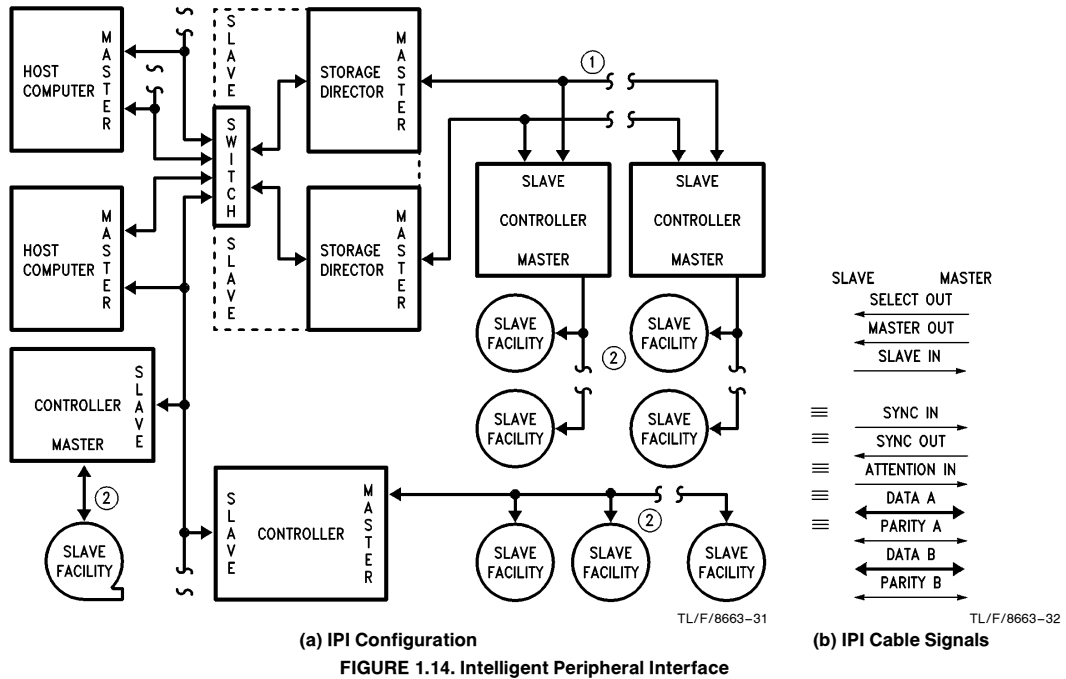 HOST
COMPUTER
MASTER
SLAVE
SWITCH
STORAGE
DIRECTOR
MASTER
1
HOST
COMPUTER
MASTER
SLAVE
STORAGE
DIRECTOR
MASTER
SLAVE
CONTROLLER
MASTER
SLAVE
CONTROLLER
MASTER
SLAVE
FACILITY
SLAVE
FACILITY
2
SLAVE
FACILITY
SLAVE
FACILITY
CONTROLLER
MASTER
SLAVE
2
SLAVE
FACILITY
SLAVE
CONTROLLER
MASTER
2
SLAVE
FACILITY
SLAVE
FACILITY
SLAVE
FACILITY
TL/F/8663–31
SLAVE MASTER
SELECT OUT
MASTER OUT
SLAVE IN
≡ SYNC IN
≡ SYNC OUT
≡ ATTENTION IN
≡ DATA A
≡ PARITY A
DATA B
PARITY B
TL/F/8663–32
(a) IPI Configuration
(b) IPI Cable Signals
FIGURE 1.14. Intelligent Peripheral Interface